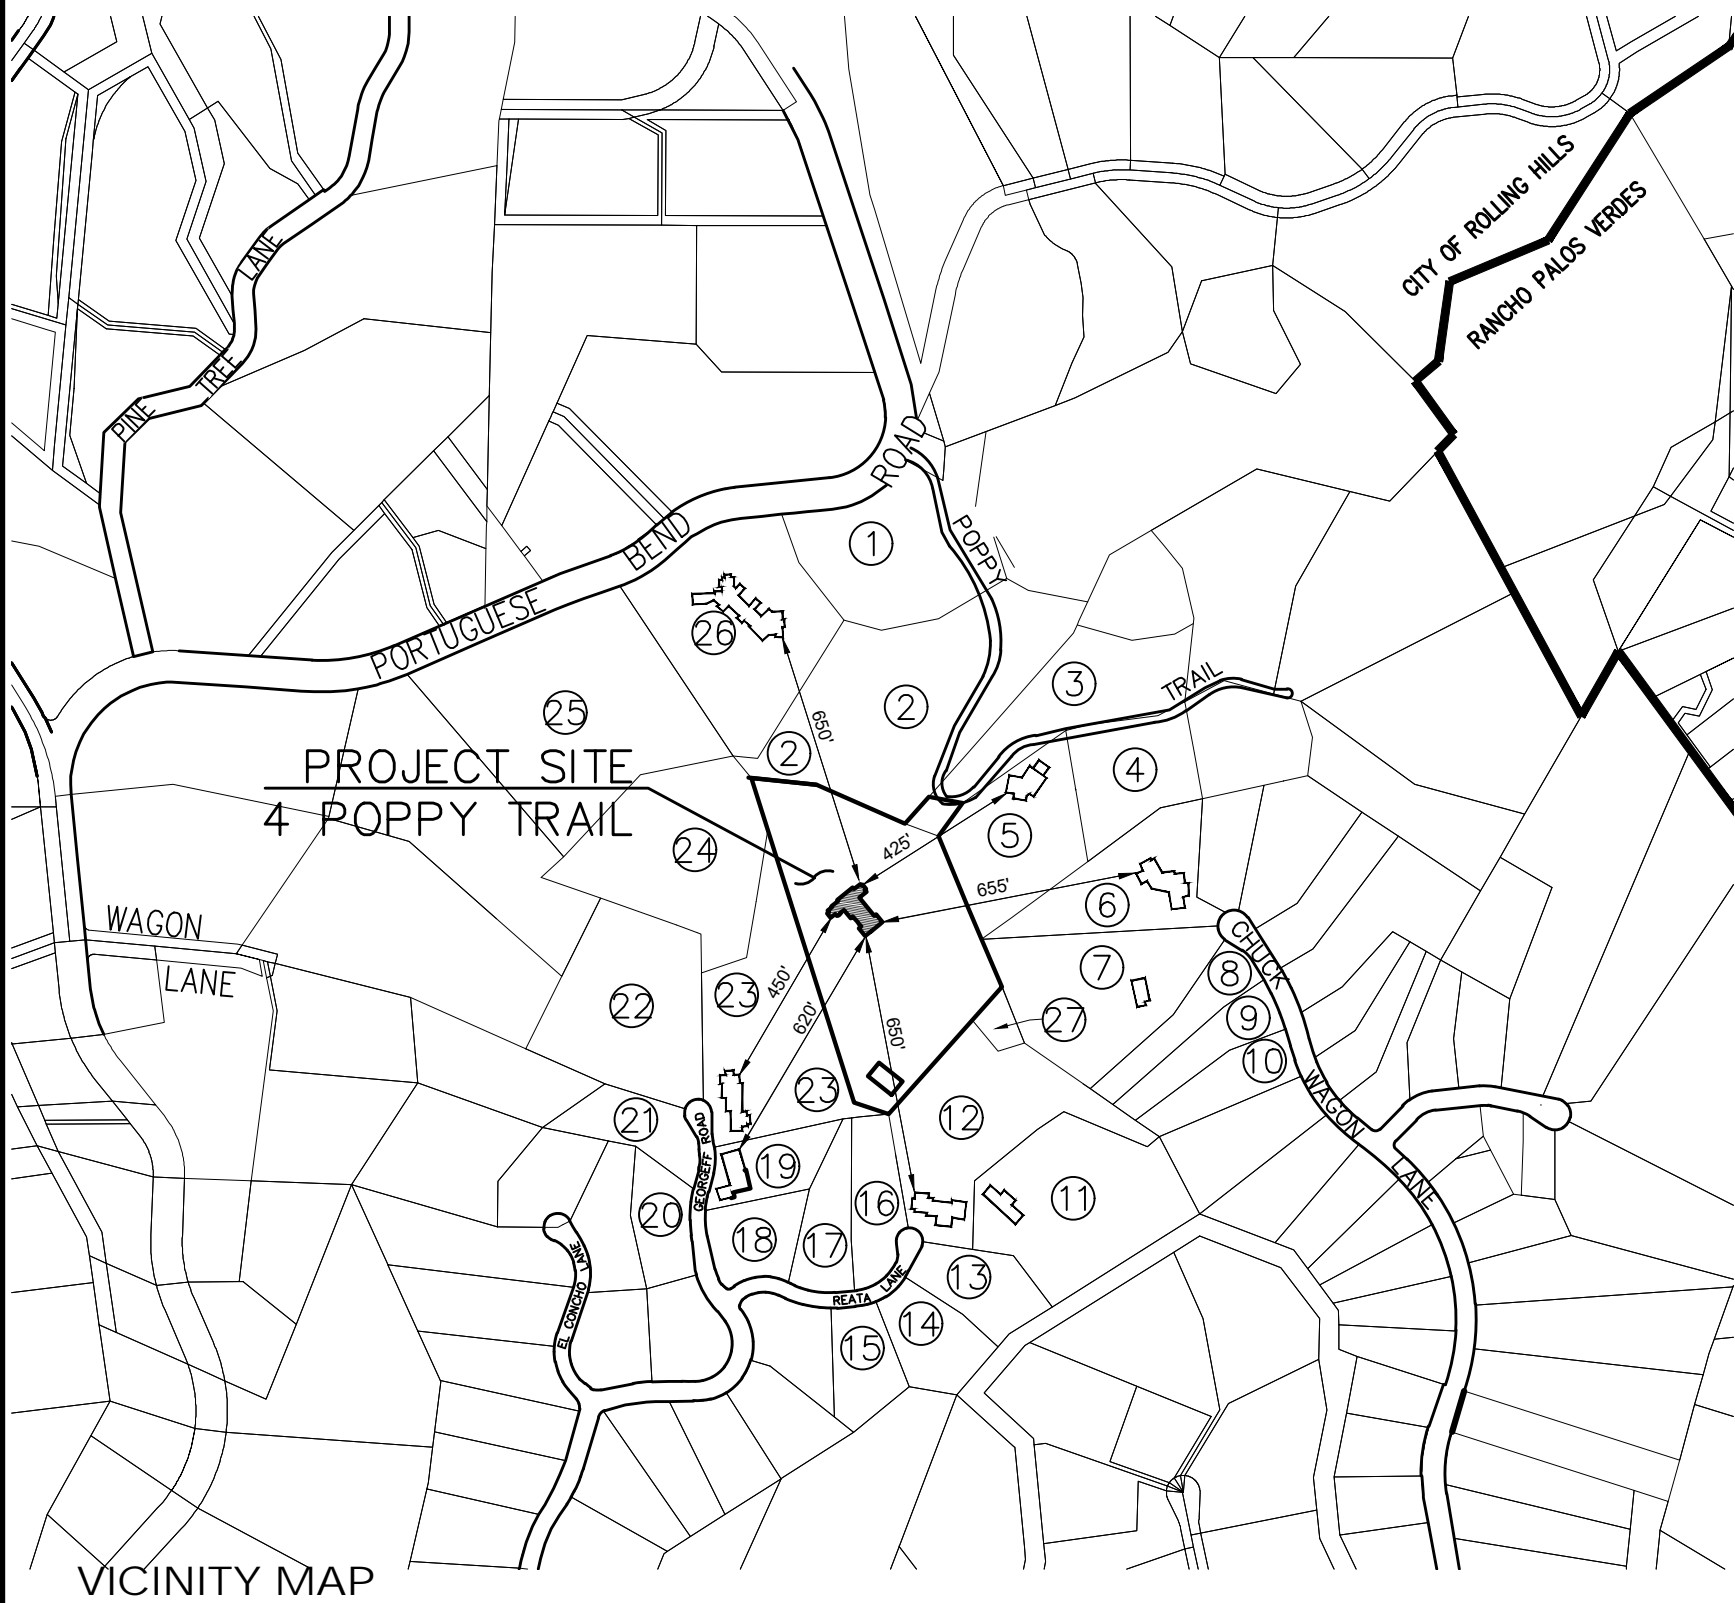 CITY OF ROLLING HILLS
RANCHO PALOS VERDES
PINE TREE LANE
PORTUGUESE BEND ROAD
POPPY TRAIL
1
26
3
25
2
2
650'
4
PROJECT SITE
4 POPPY TRAIL
5
24
425'
655'
6
WAGON
LANE
CHUCK WAGON LANE
7
8
450'
23
22
620'
650'
27
9
10
23
21
12
GEORGEFF ROAD
19
11
20
16
18
17
13
EL CONCHO LANE
REATA LANE
14
15
VICINITY MAP